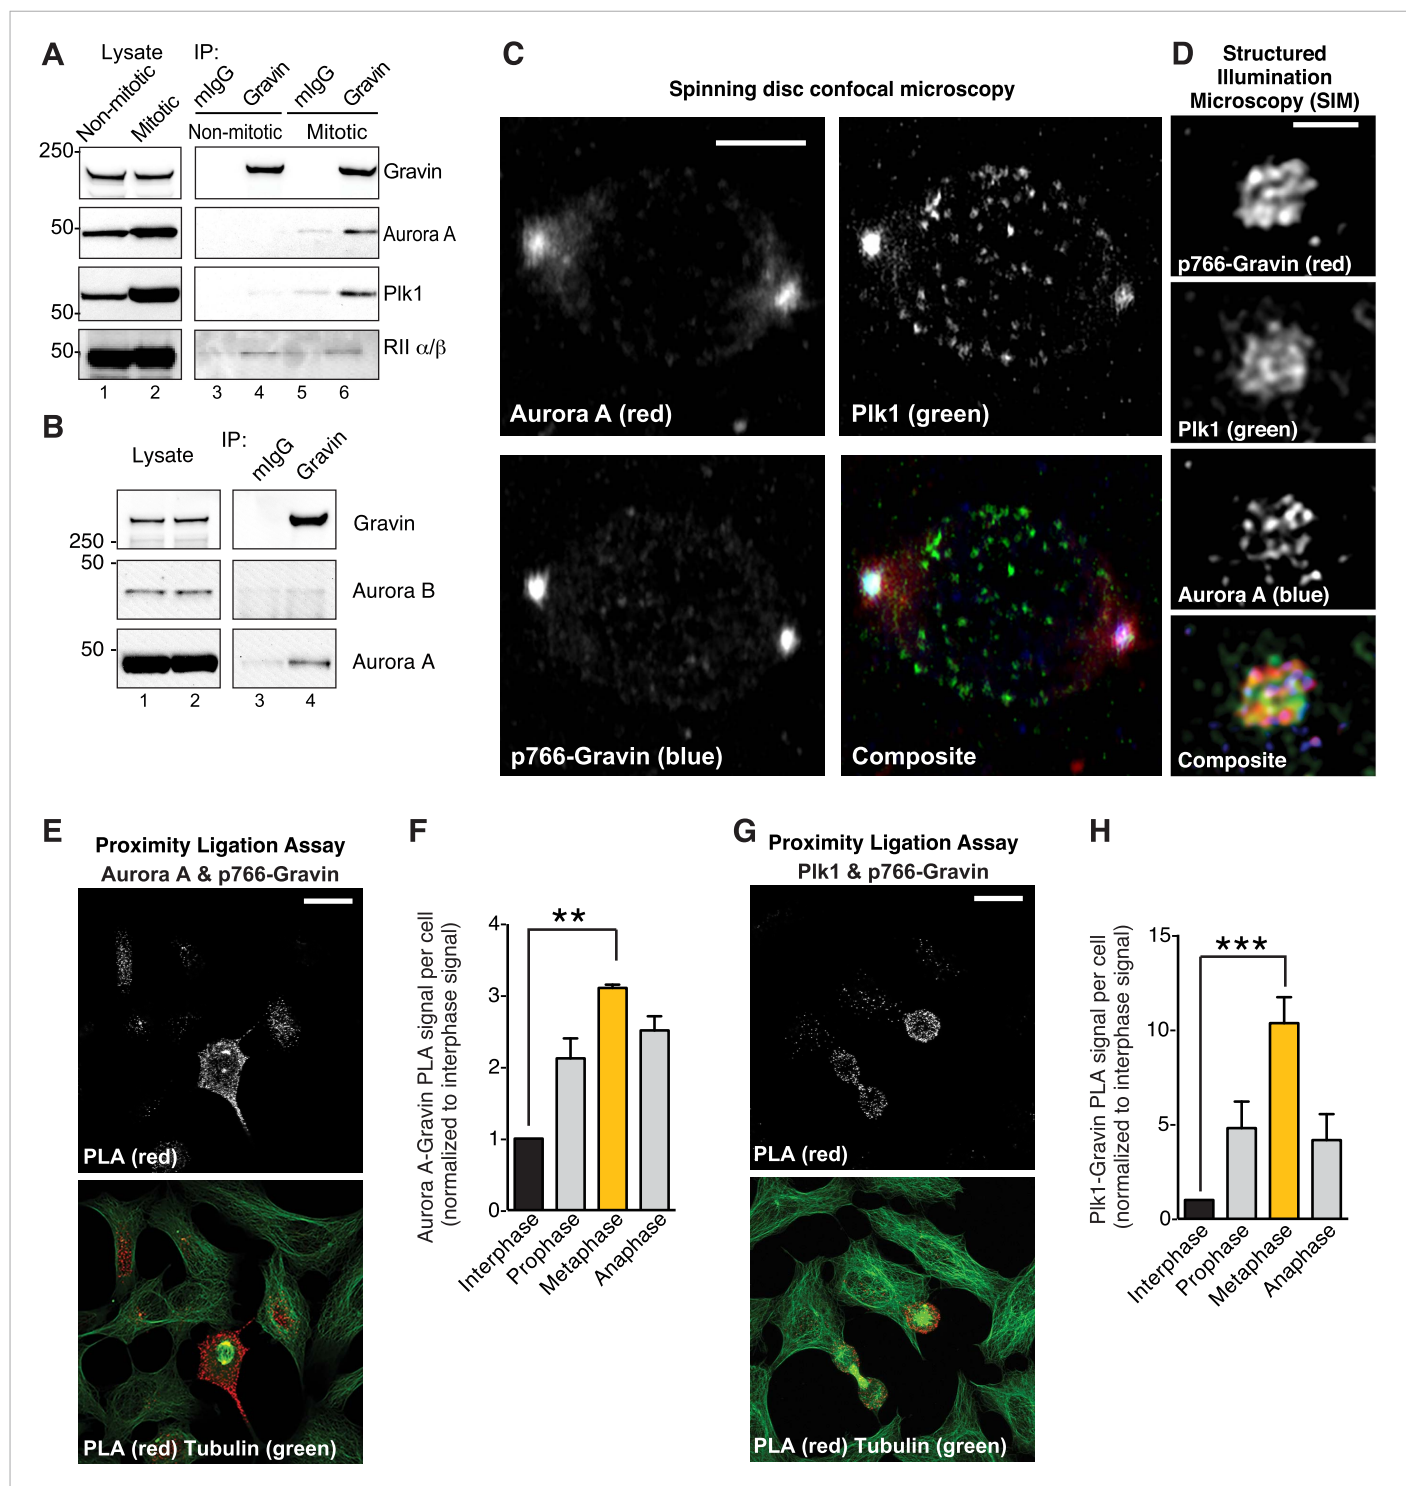 A
Lysate
IP:
Non-mitotic
Mitotic
mIgG
Gravin
mIgG
Gravin
Non-mitotic
Mitotic
250
Gravin
50
Aurora A
Plk1
50
50
RII α/β
1
2
3
4
5
6
B
Lysate
IP:
mIgG
Gravin
Gravin
250
50
Aurora B
50
Aurora A
1
2
3
4
C
Spinning disc confocal microscopy
Aurora A (red)
Plk1 (green)
p766-Gravin (blue)
Composite
D
Structured
Illumination
Microscopy (SIM)
p766-Gravin (red)
Plk1 (green)
Aurora A (blue)
Composite
E
Proximity Ligation Assay
Aurora A & p766-Gravin
PLA (red)
PLA (red) Tubulin (green)
F
Aurora A-Gravin PLA signal per cell
(normalized to interphase signal)
4
3
2
1
0
**
Interphase
Prophase
Metaphase
Anaphase
G
Proximity Ligation Assay
Plk1 & p766-Gravin
PLA (red)
PLA (red) Tubulin (green)
H
Plk1-Gravin PLA signal per cell
(normalized to interphase signal)
15
10
5
0
***
Interphase
Prophase
Metaphase
Anaphase